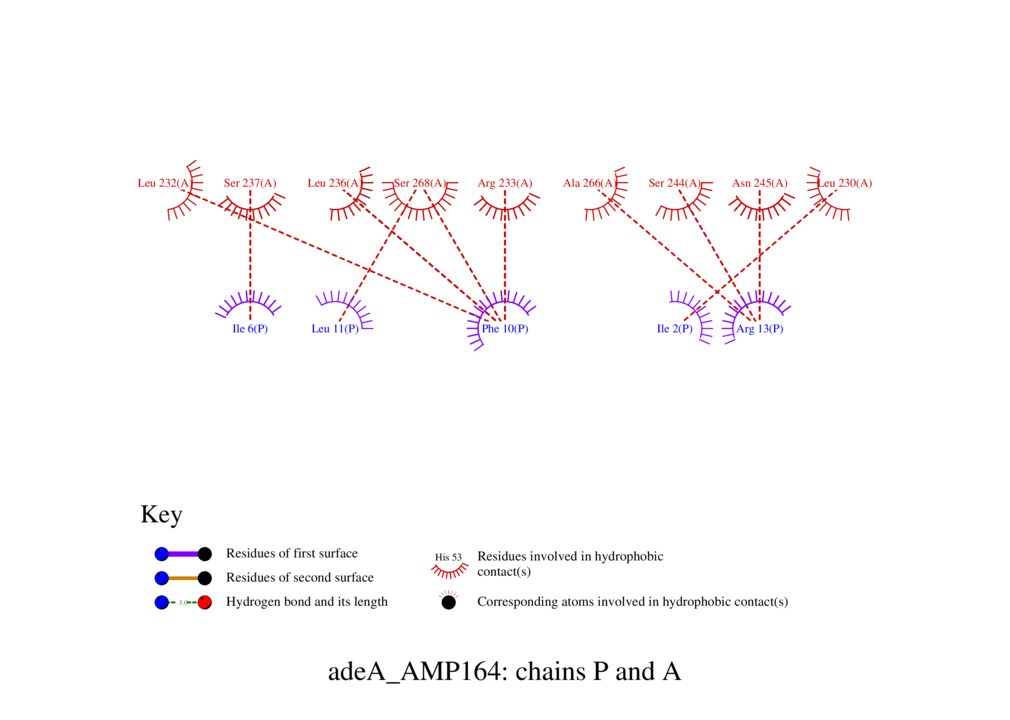 Leu 232(A) Ser 237(A) Leu 236(A) Ser 268(A) Arg 233(A) Ala 266(A) Ser 244(A) Asn 245(A) Leu 230(A)
Ile 6(P) Leu 11(P) Phe 10(P) Ile 2(P) Arg 13(P)
Key
Residues of first surface
Residues of second surface
3.0
Hydrogen bond and its length
His 53
Residues involved in hydrophobic
contact(s)
Corresponding atoms involved in hydrophobic contact(s)
adeA_AMP164: chains P and A